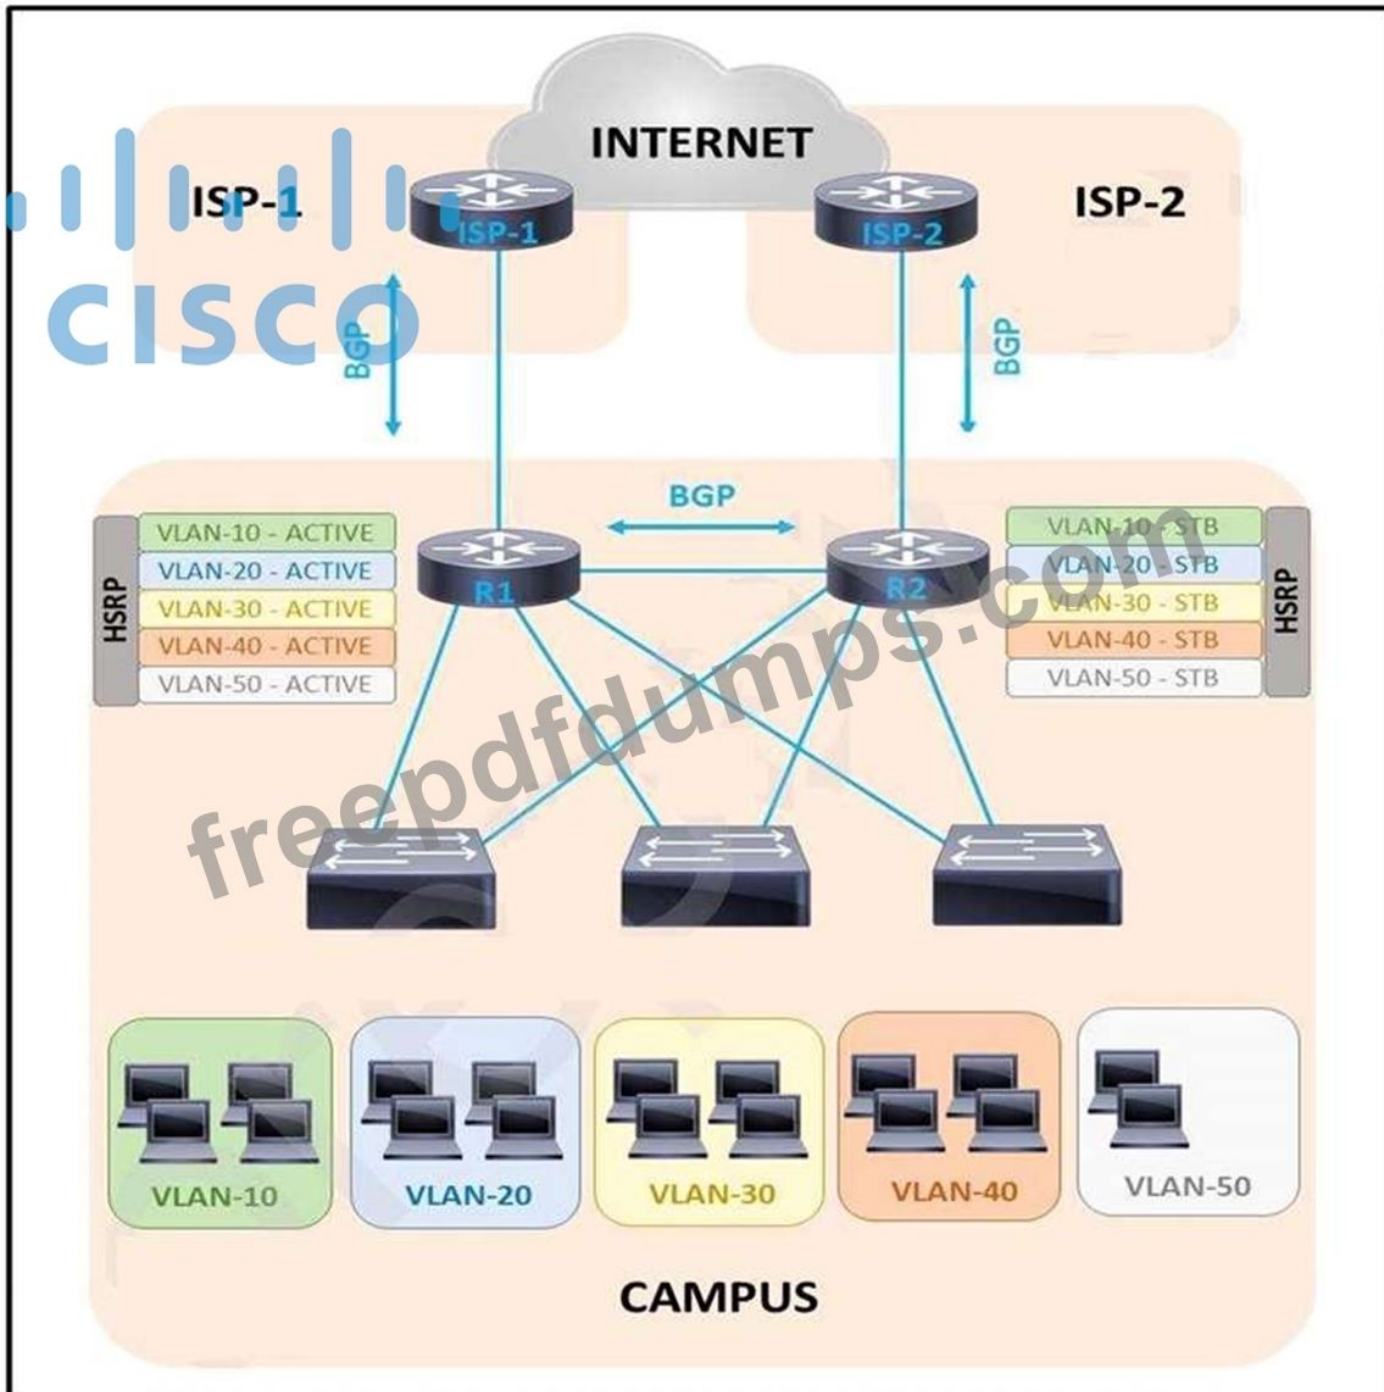 INTERNET
ISP-1
ISP-2
ISP-1
ISP-2
CISCO
BGP
BGP
BGP
HSRP
VLAN-10 - ACTIVE
VLAN-20 - ACTIVE
VLAN-30 - ACTIVE
VLAN-40 - ACTIVE
VLAN-50 - ACTIVE
R1
R2
VLAN-10 - STB
VLAN-20 - STB
VLAN-30 - STB
VLAN-40 - STB
VLAN-50 - STB
HSRP
freepdfdumps.com
VLAN-10
VLAN-20
VLAN-30
VLAN-40
VLAN-50
CAMPUS